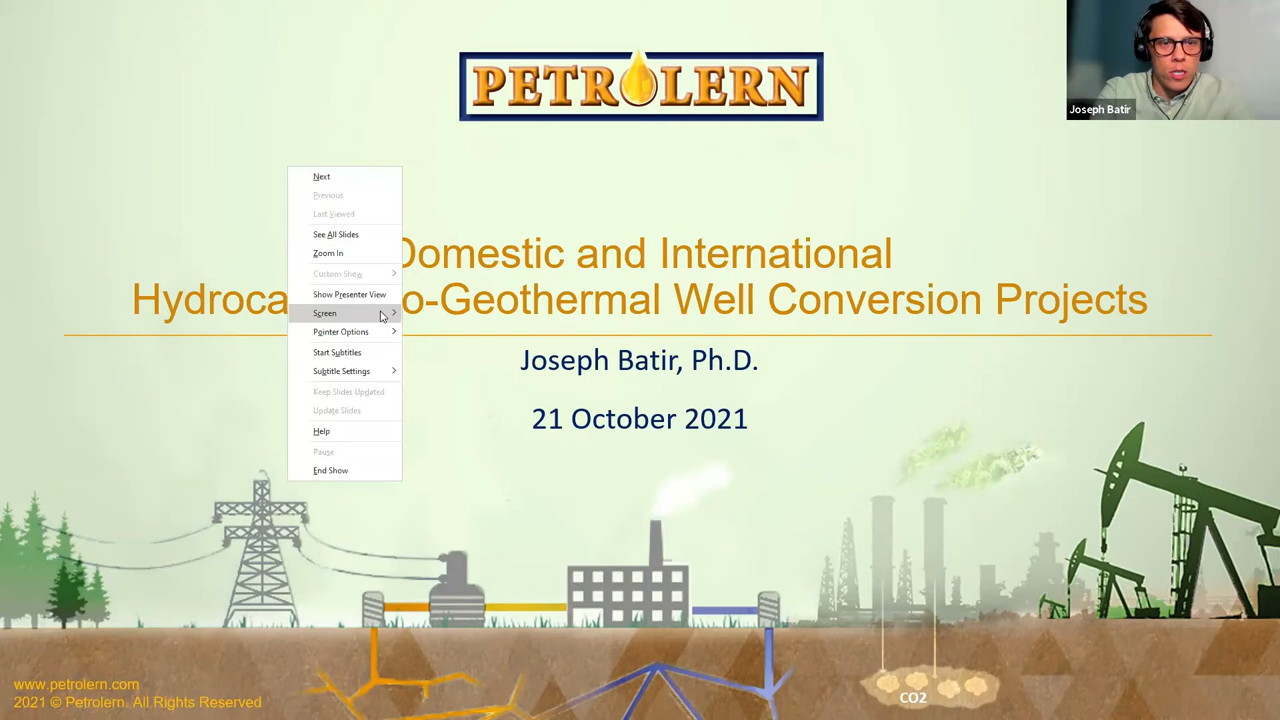 PETROLERN
Joseph Batir
Next
Previous
Last Viewed
See All Slides
Zoom In
Custom Show
Show Presenter View
Screen
Pointer Options
Start Subtitles
Subtitle Settings
Keep Slides Updated
Update Slides
Help
Pause
End Show
Domestic and International
Hydroca o-Geothermal Well Conversion Projects
Joseph Batir, Ph.D.
21 October 2021
CO2
www.petrolern.com
2021 © Petrolern. All Rights Reserved